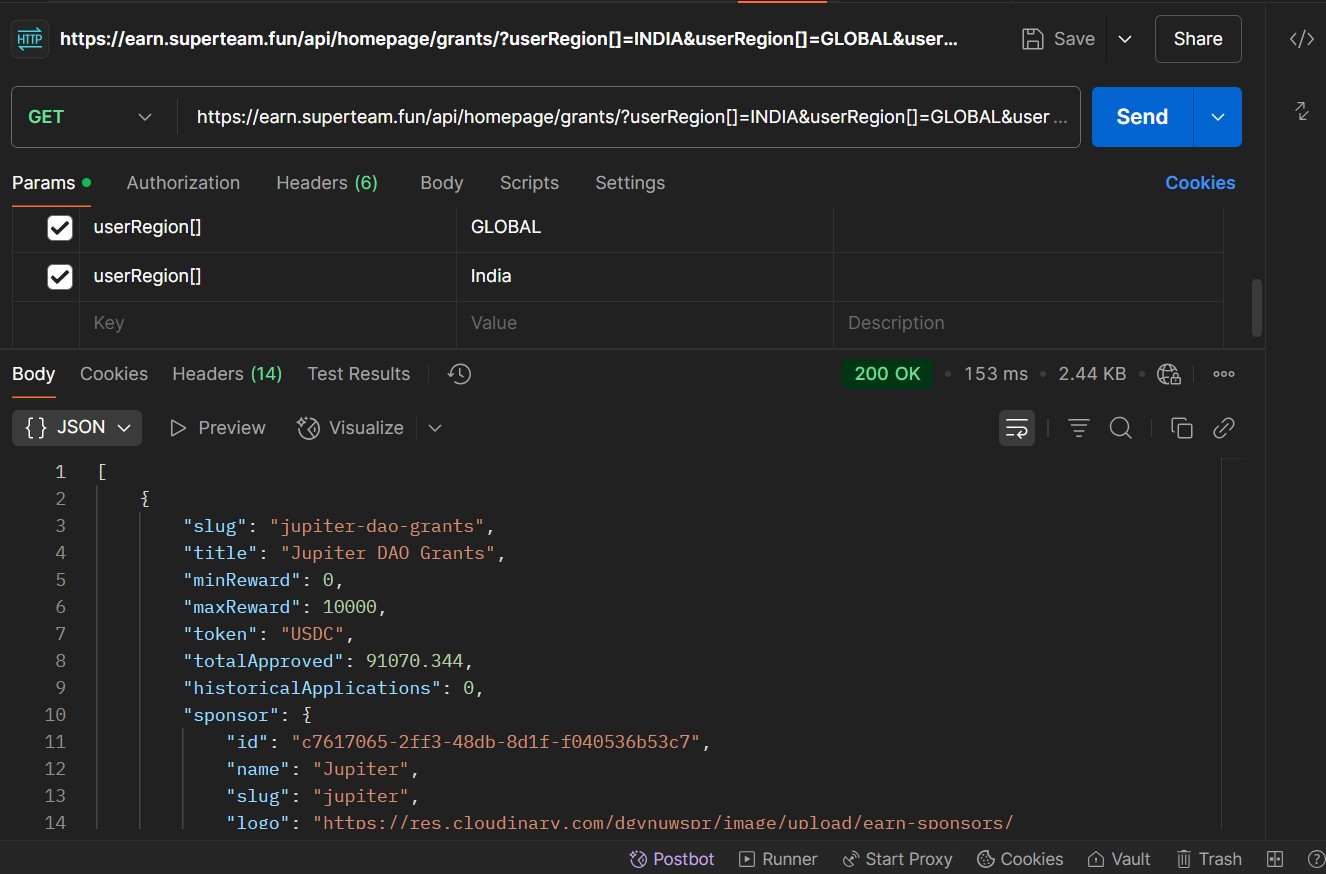 HTTP https://earn.superteam.fun/api/homepage/grants/?userRegion[]=INDIA&userRegion[]=GLOBAL&user... Save Share
GET https://earn.superteam.fun/api/homepage/grants/?userRegion[]=INDIA&userRegion[]=GLOBAL&user ... Send
Params Authorization Headers (6) Body Scripts Settings Cookies
userRegion[] GLOBAL
userRegion[] India
Key Value Description
Body Cookies Headers (14) Test Results 200 OK • 153 ms • 2.44 KB •
{} JSON Preview Visualize
1 [
2 {
3 "slug": "jupiter-dao-grants",
4 "title": "Jupiter DAO Grants",
5 "minReward": 0,
6 "maxReward": 10000,
7 "token": "USDC",
8 "totalApproved": 91070.344,
9 "historicalApplications": 0,
10 "sponsor": {
11 "id": "c7617065-2ff3-48db-8d1f-f040536b53c7",
12 "name": "Jupiter",
13 "slug": "jupiter",
14 "logo": "https://res.cloudinary.com/dgvnuwspr/image/upload/earn-sponsors/
Postbot Runner Start Proxy Cookies Vault Trash